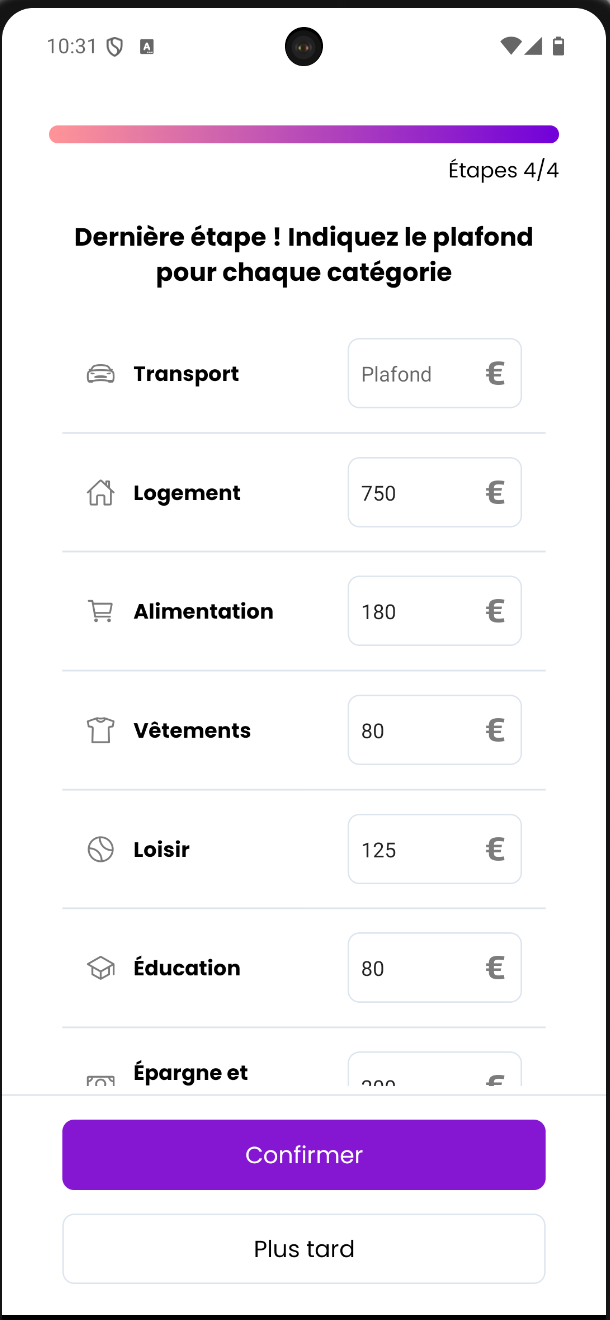 10:31
A
Étapes 4/4
Dernière étape ! Indiquez le plafond
pour chaque catégorie
Transport Plafond €
Logement 750 €
Alimentation 180 €
Vêtements 80 €
Loisir 125 €
Éducation 80 €
Épargne et €
Confirmer
Plus tard